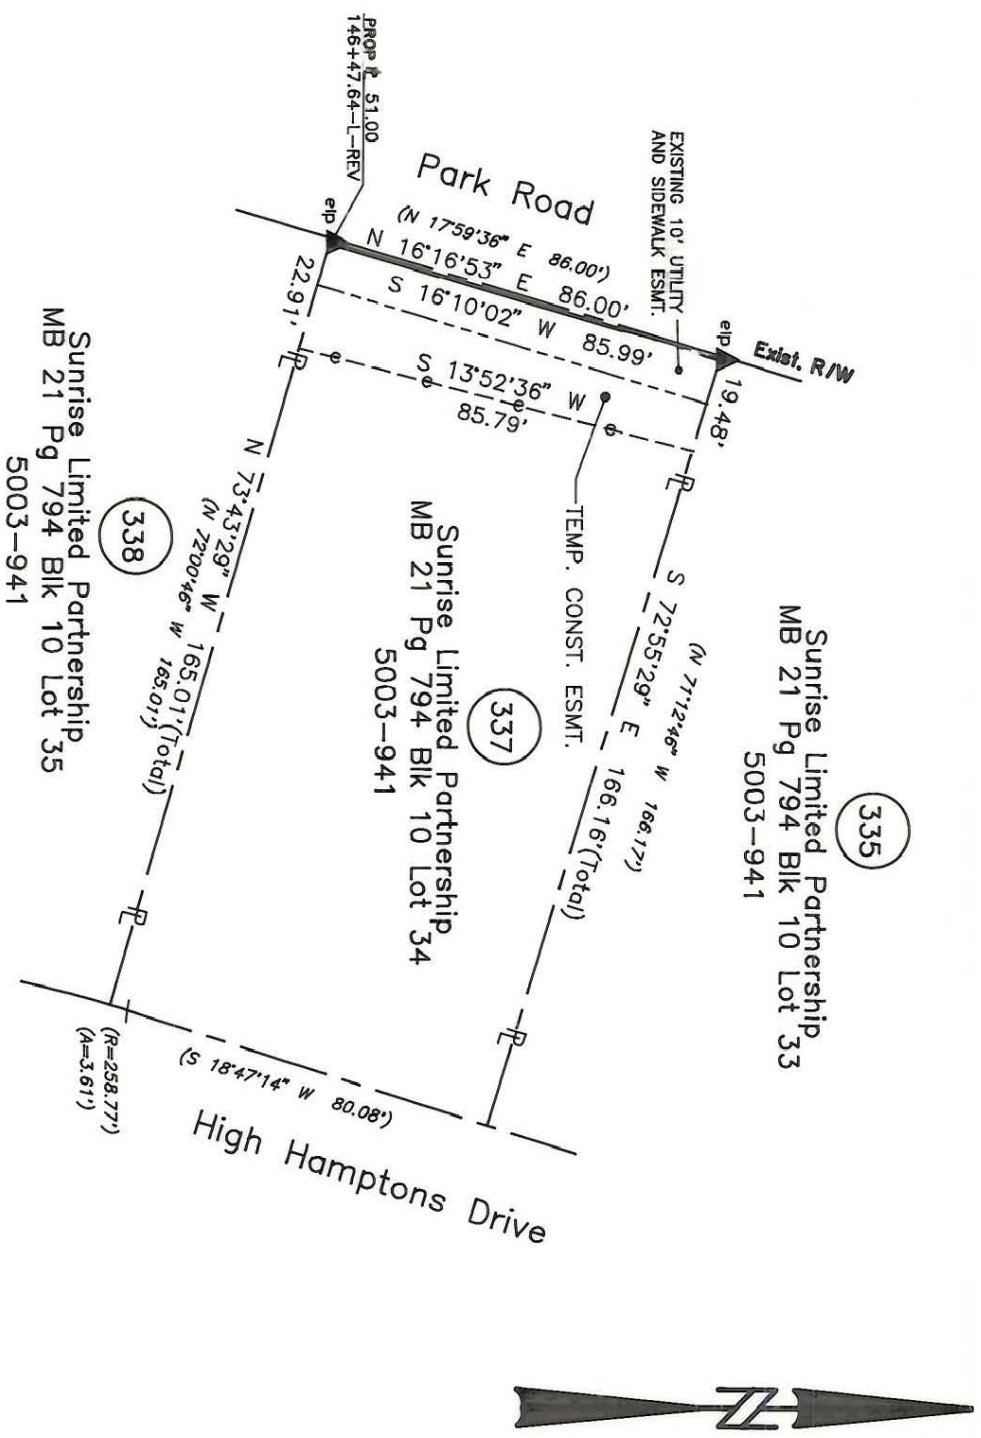 PROP ℙ 51.00
146+47.64-L-REV
EXISTING 10' UTILITY
AND SIDEWALK ESMT.
Park Road
(N 17°59'36" E 86.00')
N 16°16'53" E 86.00'
S 16°10'02" W 85.99'
S 13°52'36" W
85.79'
eip
eip
Exist. R/W
22.91'
19.48'
e
e
e
e
PL
PL
TEMP. CONST. ESMT.
(N 71°12'46" W 166.17')
S 72°55'29" E 166.16'(Total)
335
Sunrise Limited Partnership
MB 21 Pg 794 Blk 10 Lot 33
5003-941
337
Sunrise Limited Partnership
MB 21 Pg 794 Blk 10 Lot 34
5003-941
N 73°43'29" W 165.01'(Total)
(N 72°00'46" W 165.01')
338
Sunrise Limited Partnership
MB 21 Pg 794 Blk 10 Lot 35
5003-941
PL
PL
(S 18°47'14" W 80.08')
(R=258.77')
(A=3.61')
High Hamptons Drive
N